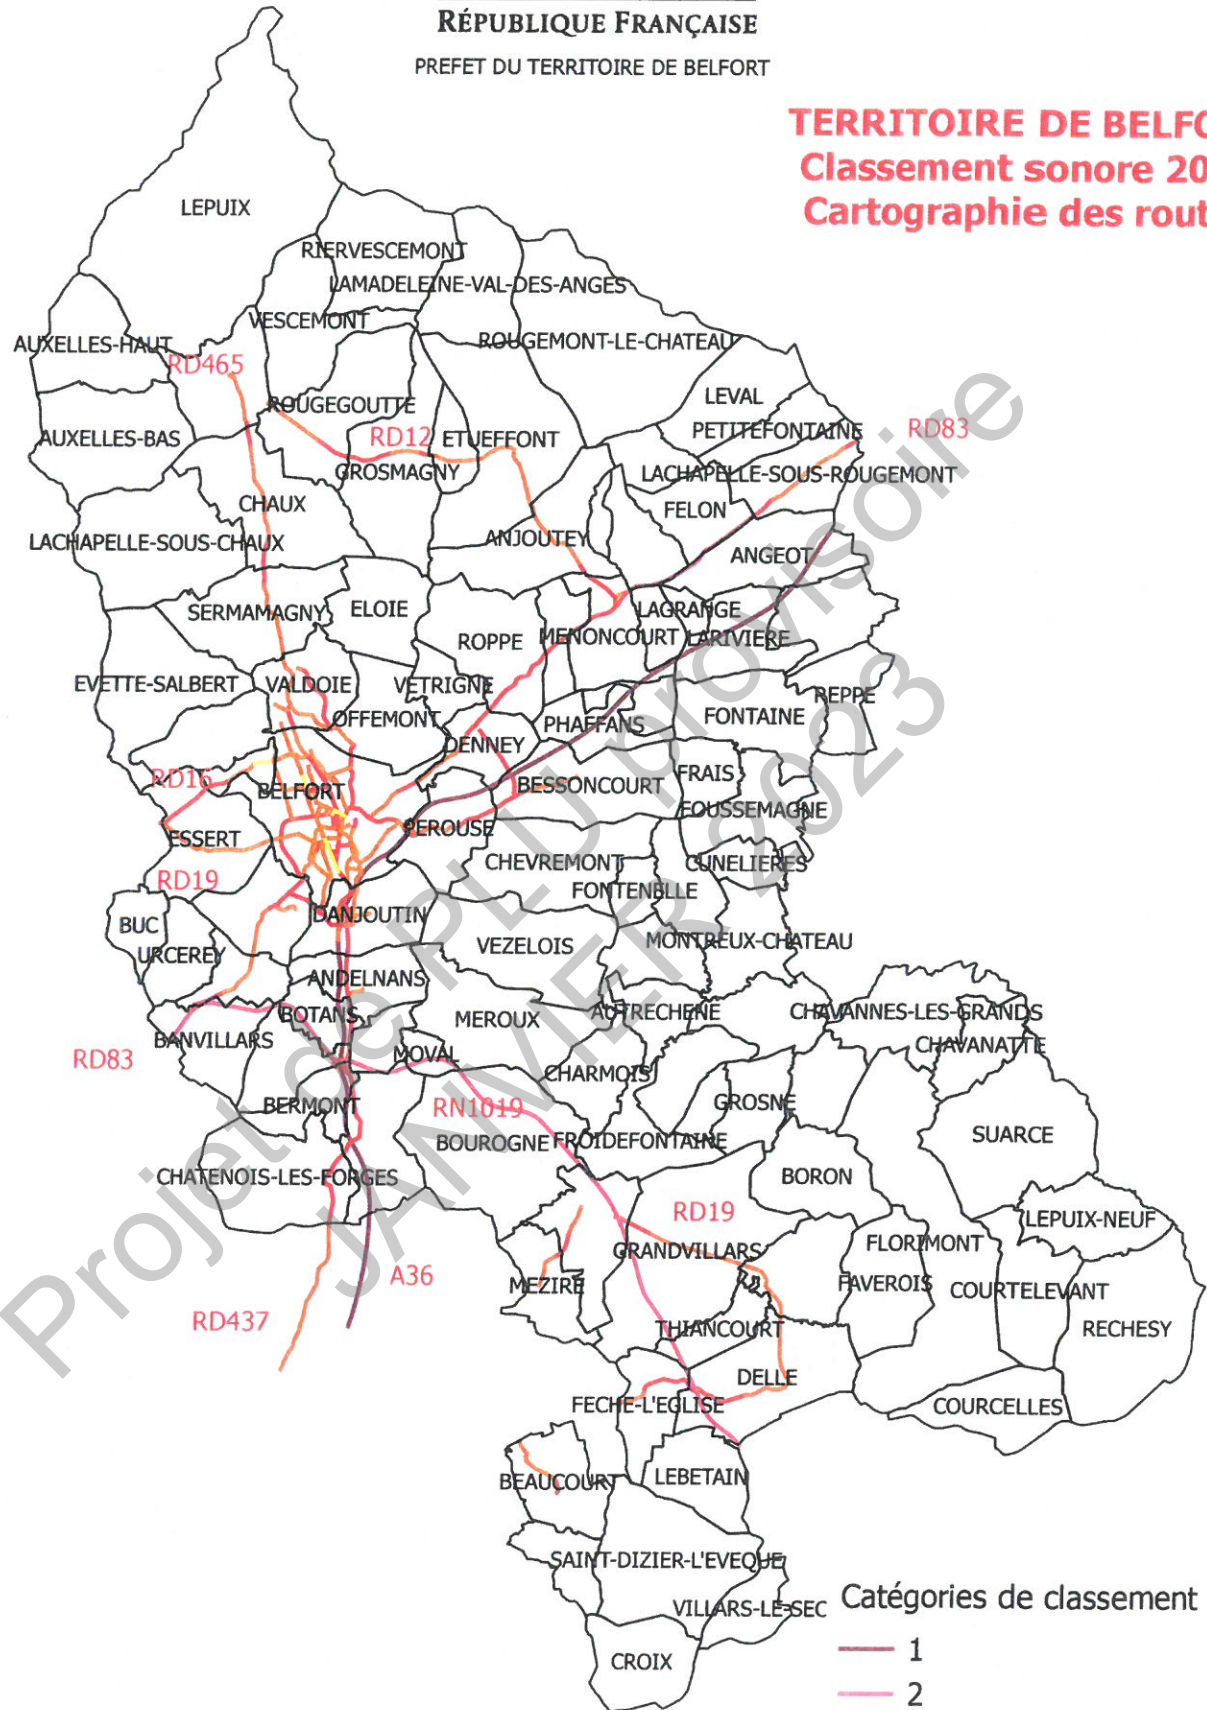 RÉPUBLIQUE FRANÇAISE
PREFET DU TERRITOIRE DE BELFORT
TERRITOIRE DE BELFO
Classement sonore 20
Cartographie des rout
LEPUIX
RIERVESCEMONT
LAMADELEINE-VAL-DES-ANGES
VESCEMONT
AUXELLES-HAUT
ROUGEMONT-LE-CHATEAU
RD465
LEVAL
ROUGEGOUTTE
AUXELLES-BAS
RD12
ETUEFFONT
PETITEFONTAINE
RD83
GROSMAGNY
LACHAPELLE-SOUS-ROUGEMONT
CHAUX
FELON
LACHAPELLE-SOUS-CHAUX
ANJOUTEY
ANGEOT
SERMAMAGNY
ELOIE
LAGRANGE
ROPPE
MENONCOURT
LARIVIERE
EVETTE-SALBERT
VALDOIE
VETRIGNE
REPPE
OFFEMONT
PHAFFANS
FONTAINE
DENNEY
RD16
BELFORT
BESSONCOURT
FRAIS
FOUSSEMAGNE
ESSERT
PEROUSE
CHEVREMONT
CUNELIERES
RD19
FONTENELLE
BUC
DANJOUTIN
URCEREY
VEZELOIS
MONTREUX-CHATEAU
ANDELNANS
BOTANS
MEROUX
AUTRECHENE
CHAVANNES-LES-GRANDS
BANVILLARS
CHAVANATTE
RD83
MOVAL
CHARMOIS
BERMONT
RN1019
GROSNE
BOUROGNE
FROIDEFONTAINE
SUARCE
CHATENOIS-LES-FORGES
BORON
RD19
LEPUIX-NEUF
GRANDVILLARS
FLORIMONT
A36
MEZIRE
FAVEROIS
COURTELEVANT
RD437
THIANCOURT
RECHESY
DELLE
FECHE-L'EGLISE
COURCELLES
BEAUCOURT
LEBETAIN
SAINT-DIZIER-L'EVEQUE
VILLARS-LE-SEC
CROIX
Catégories de classement
1
2
Projet de PLU provisoire
JANVIER 2023